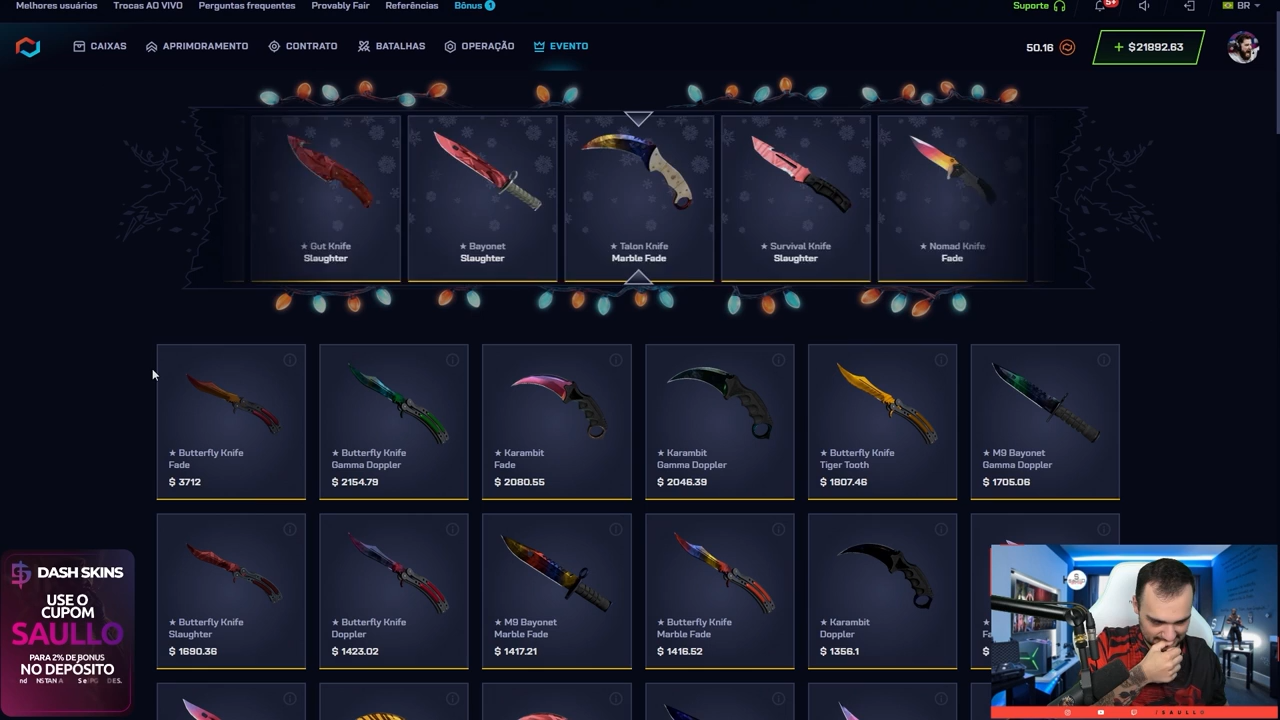 Melhores usuários Trocas AO VIVO Perguntas frequentes Provably Fair Referências Bônus 1 Suporte 5+ BR
CAIXAS APRIMORAMENTO CONTRATO BATALHAS OPERAÇÃO EVENTO 50.16 + $21892.63
★ Gut Knife
Slaughter
★ Bayonet
Slaughter
★ Talon Knife
Marble Fade
★ Survival Knife
Slaughter
★ Nomad Knife
Fade
★ Butterfly Knife
Fade
$ 3712
★ Butterfly Knife
Gamma Doppler
$ 2154.79
★ Karambit
Fade
$ 2080.55
★ Karambit
Gamma Doppler
$ 2046.39
★ Butterfly Knife
Tiger Tooth
$ 1807.46
★ M9 Bayonet
Gamma Doppler
$ 1705.06
★ Butterfly Knife
Slaughter
$ 1690.36
★ Butterfly Knife
Doppler
$ 1423.02
★ M9 Bayonet
Marble Fade
$ 1417.21
★ Butterfly Knife
Marble Fade
$ 1416.52
★ Karambit
Doppler
$ 1356.1
DASH SKINS
USE O
CUPOM
SAULLO
PARA 2% DE BONUS
NO DEPÓSITO
/SAULLO